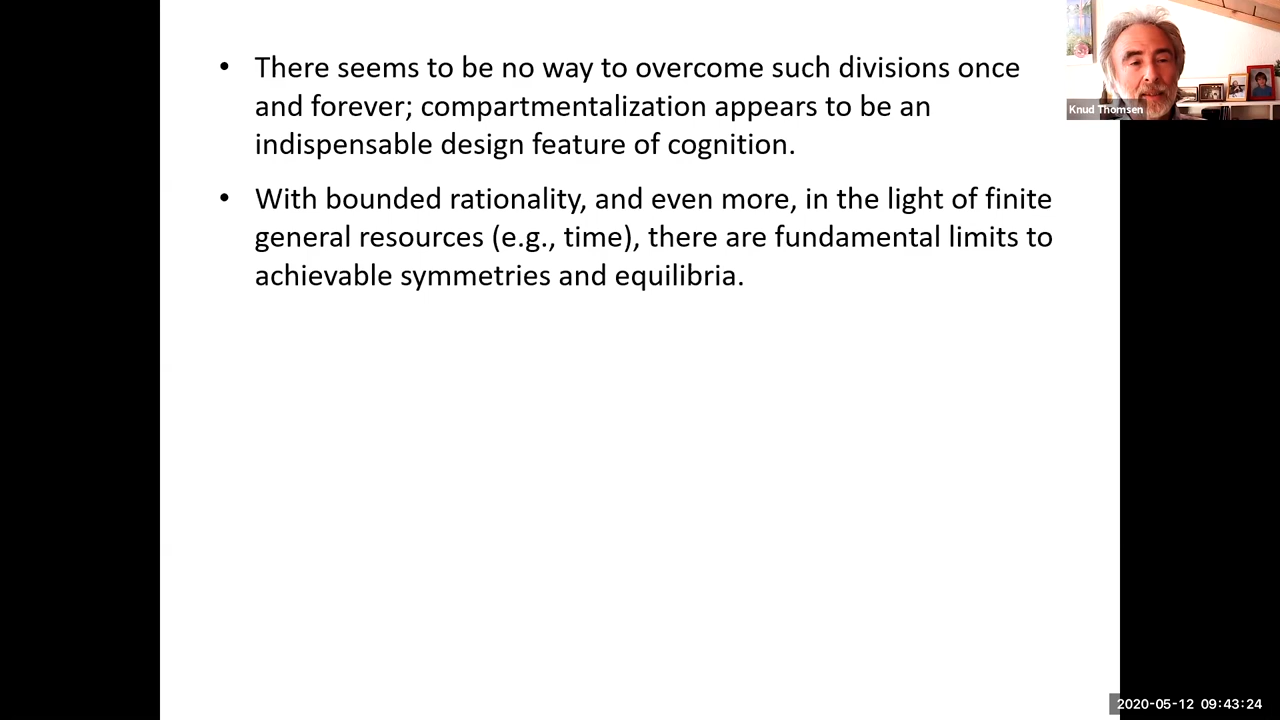 • There seems to be no way to overcome such divisions once
and forever; compartmentalization appears to be an
indispensable design feature of cognition.
• With bounded rationality, and even more, in the light of finite
general resources (e.g., time), there are fundamental limits to
achievable symmetries and equilibria.
Knud Thomsen
2020-05-12 09:43:24